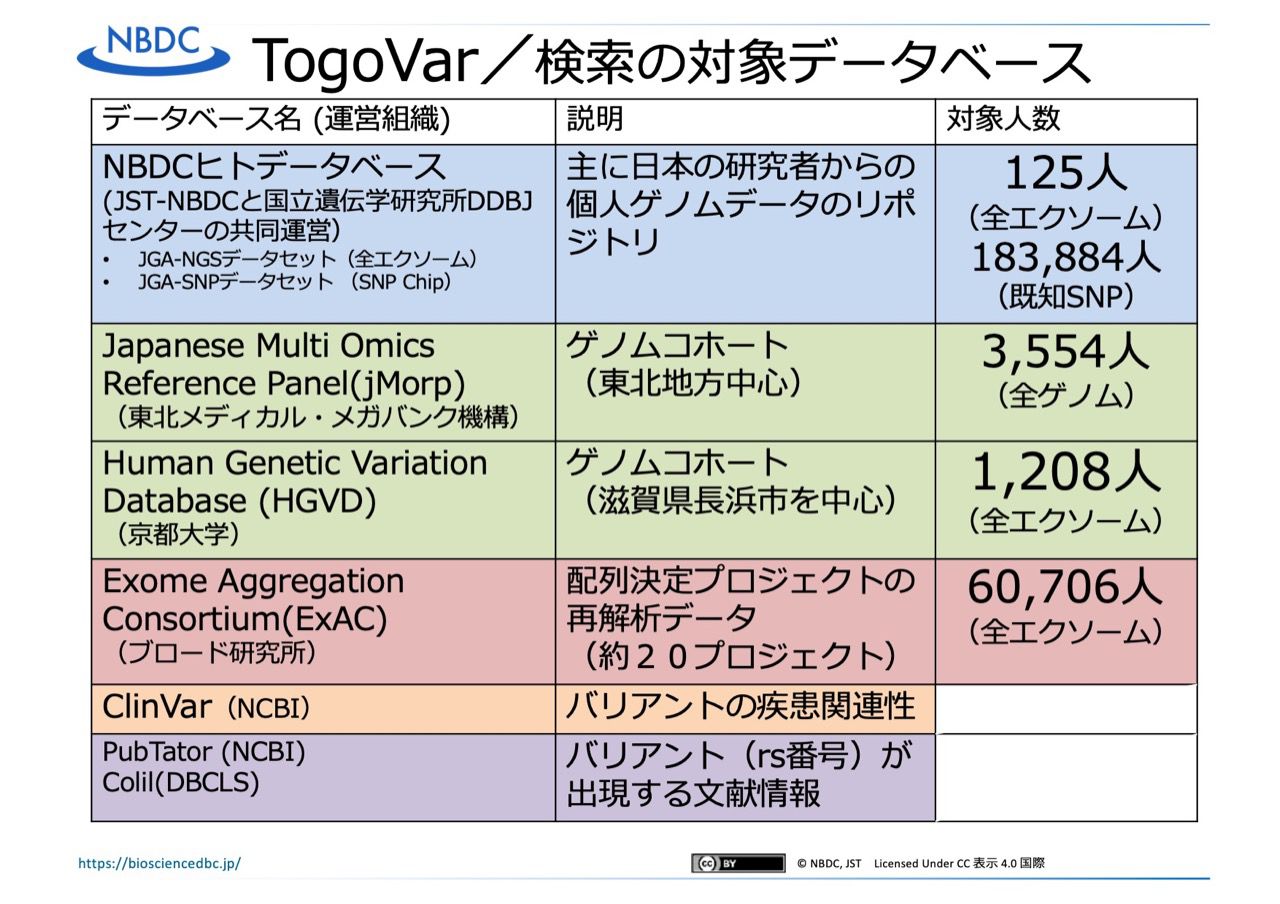 NBDC
TogoVar／検索の対象データベース
データベース名 (運営組織)
説明
対象人数
NBDCヒトデータベース
(JST-NBDCと国立遺伝学研究所DDBJ
センターの共同運営）
• JGA-NGSデータセット（全エクソーム）
• JGA-SNPデータセット （SNP Chip）
主に日本の研究者からの
個人ゲノムデータのリポ
ジトリ
125人
（全エクソーム）
183,884人
（既知SNP）
Japanese Multi Omics
Reference Panel(jMorp)
（東北メディカル・メガバンク機構）
ゲノムコホート
（東北地方中心）
3,554人
（全ゲノム）
Human Genetic Variation
Database (HGVD)
（京都大学）
ゲノムコホート
（滋賀県長浜市を中心）
1,208人
（全エクソーム）
Exome Aggregation
Consortium(ExAC)
（ブロード研究所）
配列決定プロジェクトの
再解析データ
（約２０プロジェクト）
60,706人
（全エクソーム）
ClinVar（NCBI）
バリアントの疾患関連性
PubTator (NCBI)
Colil(DBCLS)
バリアント（rs番号）が
出現する文献情報
https://biosciencedbc.jp/
cc BY
© NBDC, JST Licensed Under CC 表示 4.0 国際